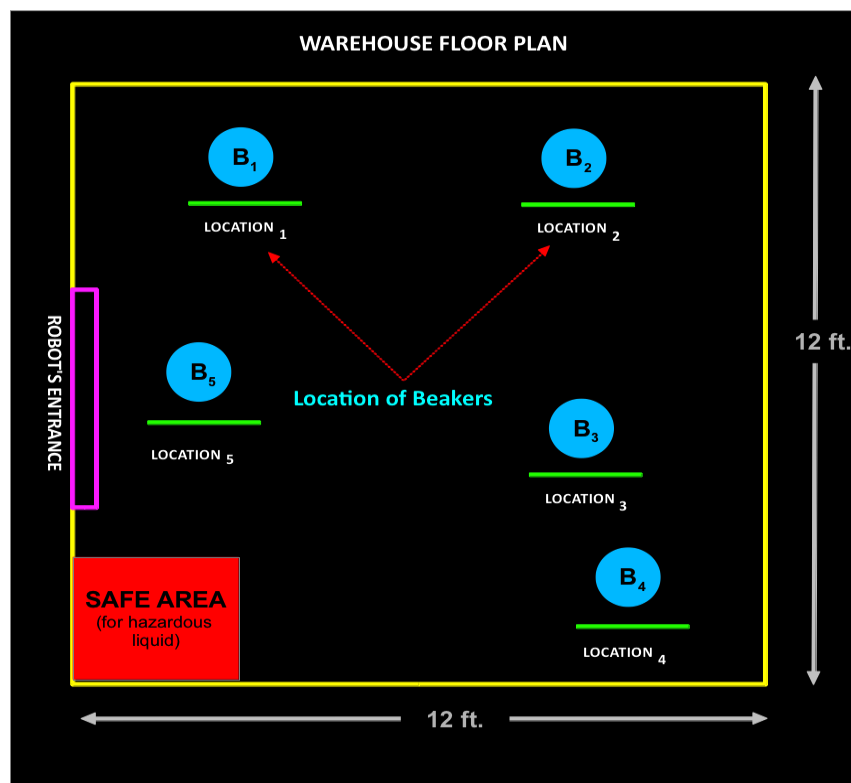 WAREHOUSE FLOOR PLAN
B1
B2
LOCATION 1
LOCATION 2
ROBOT'S ENTRANCE
12 ft.
B5
Location of Beakers
B3
LOCATION 5
LOCATION 3
SAFE AREA
(for hazardous
liquid)
B4
LOCATION 4
12 ft.